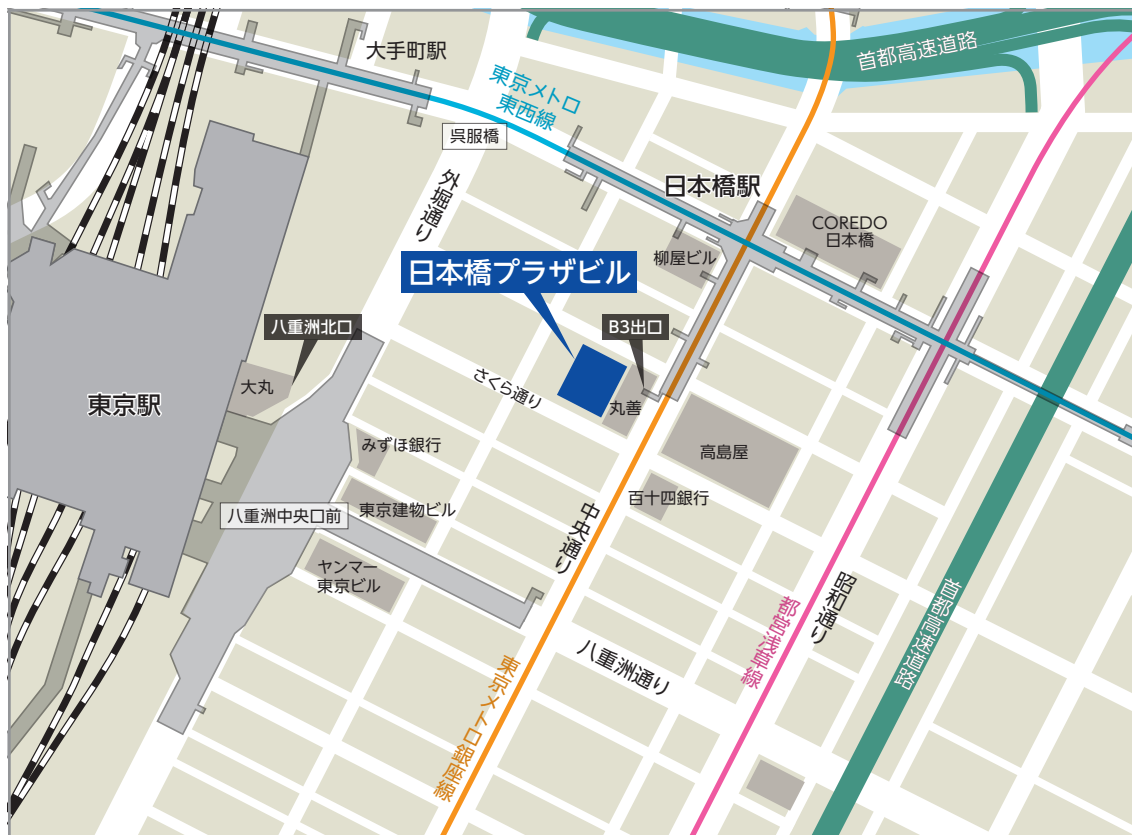 首都高速道路
大手町駅
東京メトロ
東西線
呉服橋
外堀通り
日本橋駅
COREDO
日本橋
柳屋ビル
日本橋プラザビル
八重洲北口
B3出口
大丸
さくら通り
丸善
東京駅
みずほ銀行
高島屋
百十四銀行
東京建物ビル
八重洲中央口前
中央通り
ヤンマー
東京ビル
昭和通り
首都高速道路
都営浅草線
八重洲通り
東京メトロ銀座線